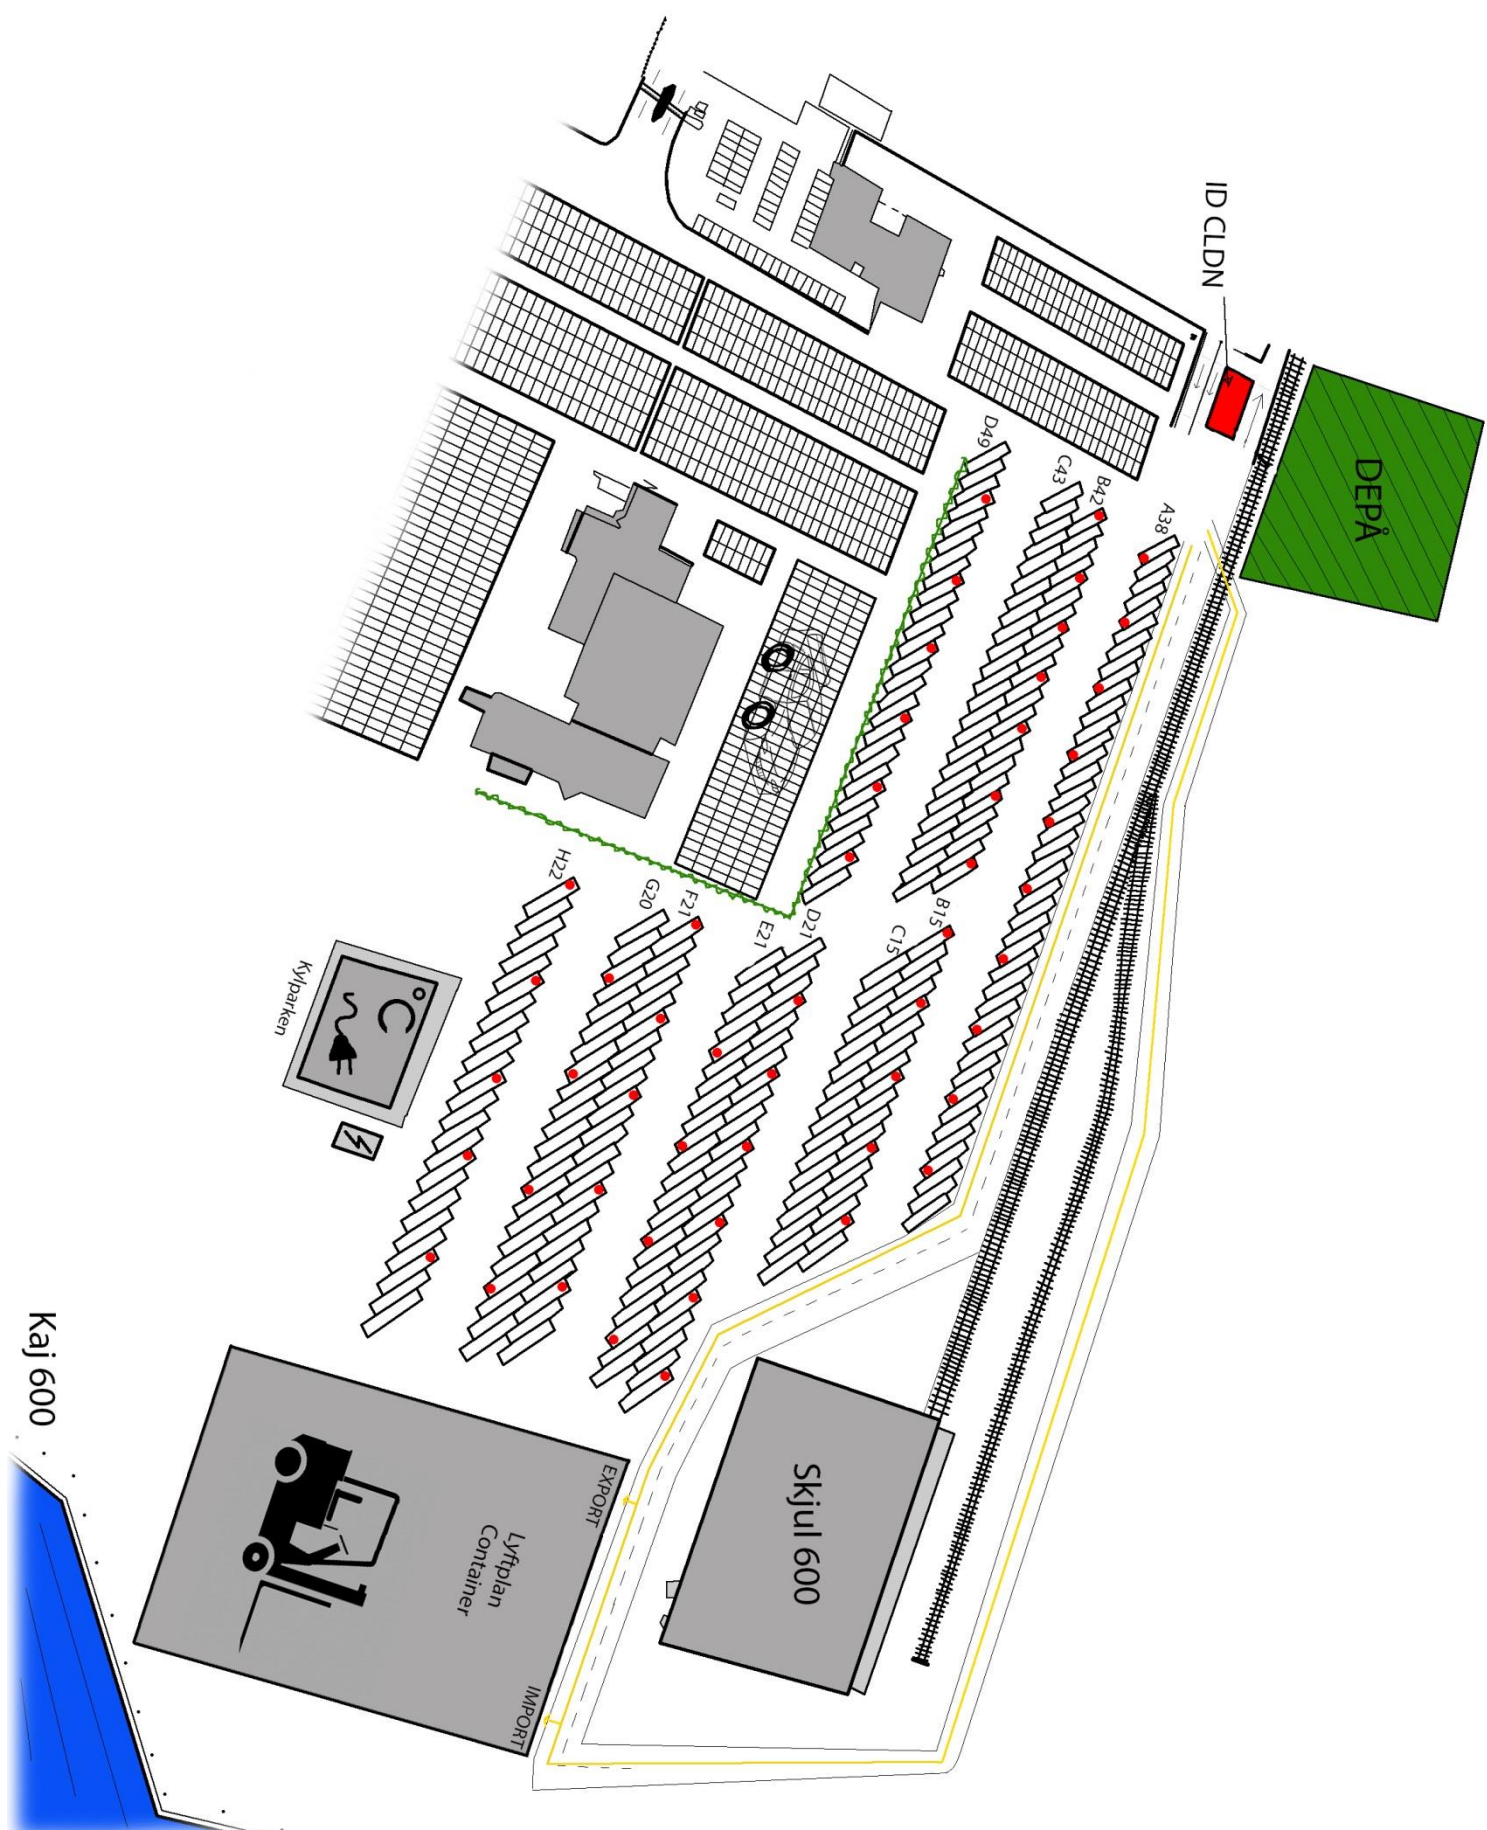 ID CLDN
DEPÅ
D49
C43
B42
A38
H22
G20
F21
E21
D21
C15
B15
°C
Kylparken
Kaj 600
EXPORT
Lyftplan
Container
IMPORT
Skjul 600